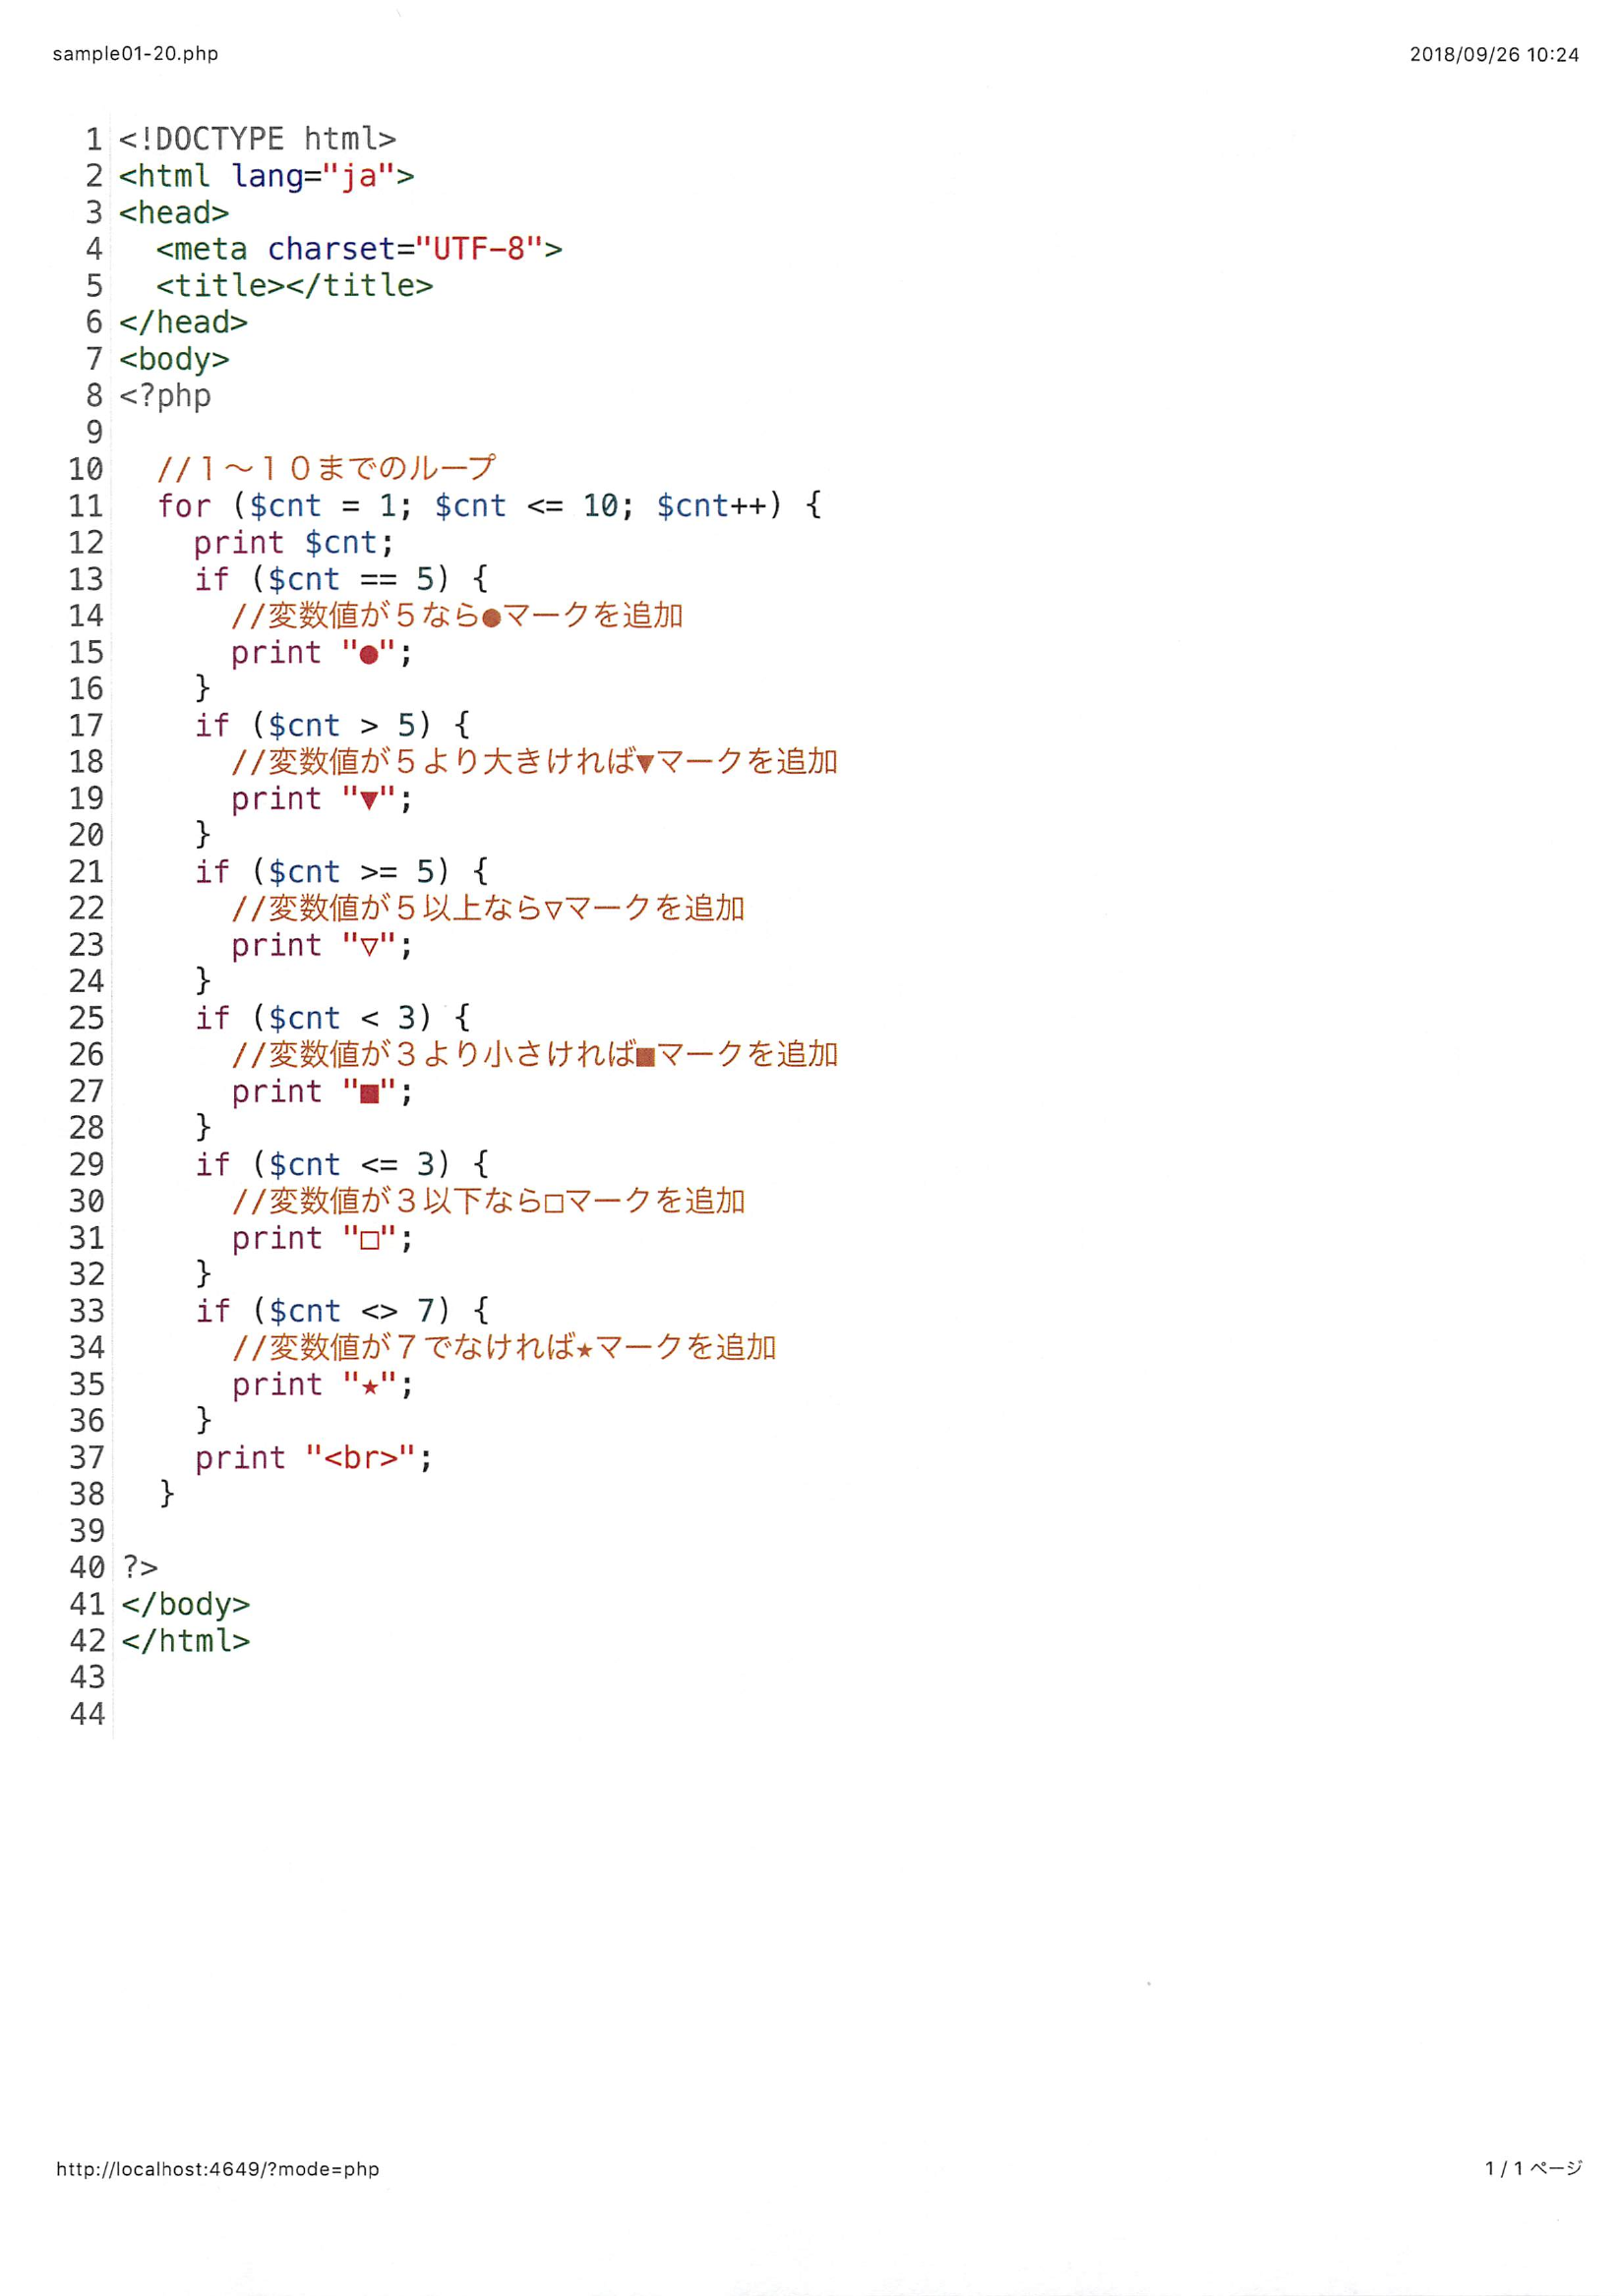 sample01-20.php 2018/09/26 10:24
1 <!DOCTYPE html>
2 <html lang="ja">
3 <head>
4   <meta charset="UTF-8">
5   <title></title>
6 </head>
7 <body>
8 <?php
9
10   //１～１０までのループ
11   for ($cnt = 1; $cnt <= 10; $cnt++) {
12     print $cnt;
13     if ($cnt == 5) {
14       //変数値が５なら●マークを追加
15       print "●";
16     }
17     if ($cnt > 5) {
18       //変数値が５より大きければ▼マークを追加
19       print "▼";
20     }
21     if ($cnt >= 5) {
22       //変数値が５以上なら▽マークを追加
23       print "▽";
24     }
25     if ($cnt < 3) {
26       //変数値が３より小さければ■マークを追加
27       print "■";
28     }
29     if ($cnt <= 3) {
30       //変数値が３以下なら□マークを追加
31       print "□";
32     }
33     if ($cnt <> 7) {
34       //変数値が７でなければ★マークを追加
35       print "★";
36     }
37     print "<br>";
38   }
39
40 ?>
41 </body>
42 </html>
43
44
http://localhost:4649/?mode=php 1 / 1 ページ